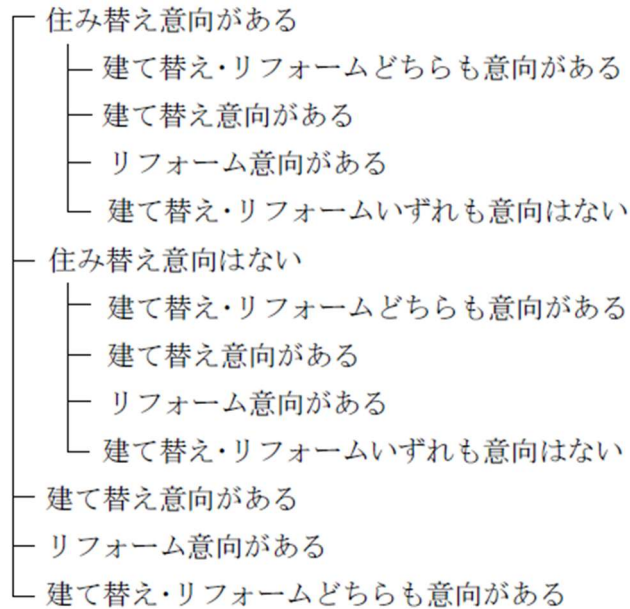 住み替え意向がある
建て替え・リフォームどちらも意向がある
建て替え意向がある
リフォーム意向がある
建て替え・リフォームいずれも意向はない
住み替え意向はない
建て替え・リフォームどちらも意向がある
建て替え意向がある
リフォーム意向がある
建て替え・リフォームいずれも意向はない
建て替え意向がある
リフォーム意向がある
建て替え・リフォームどちらも意向がある